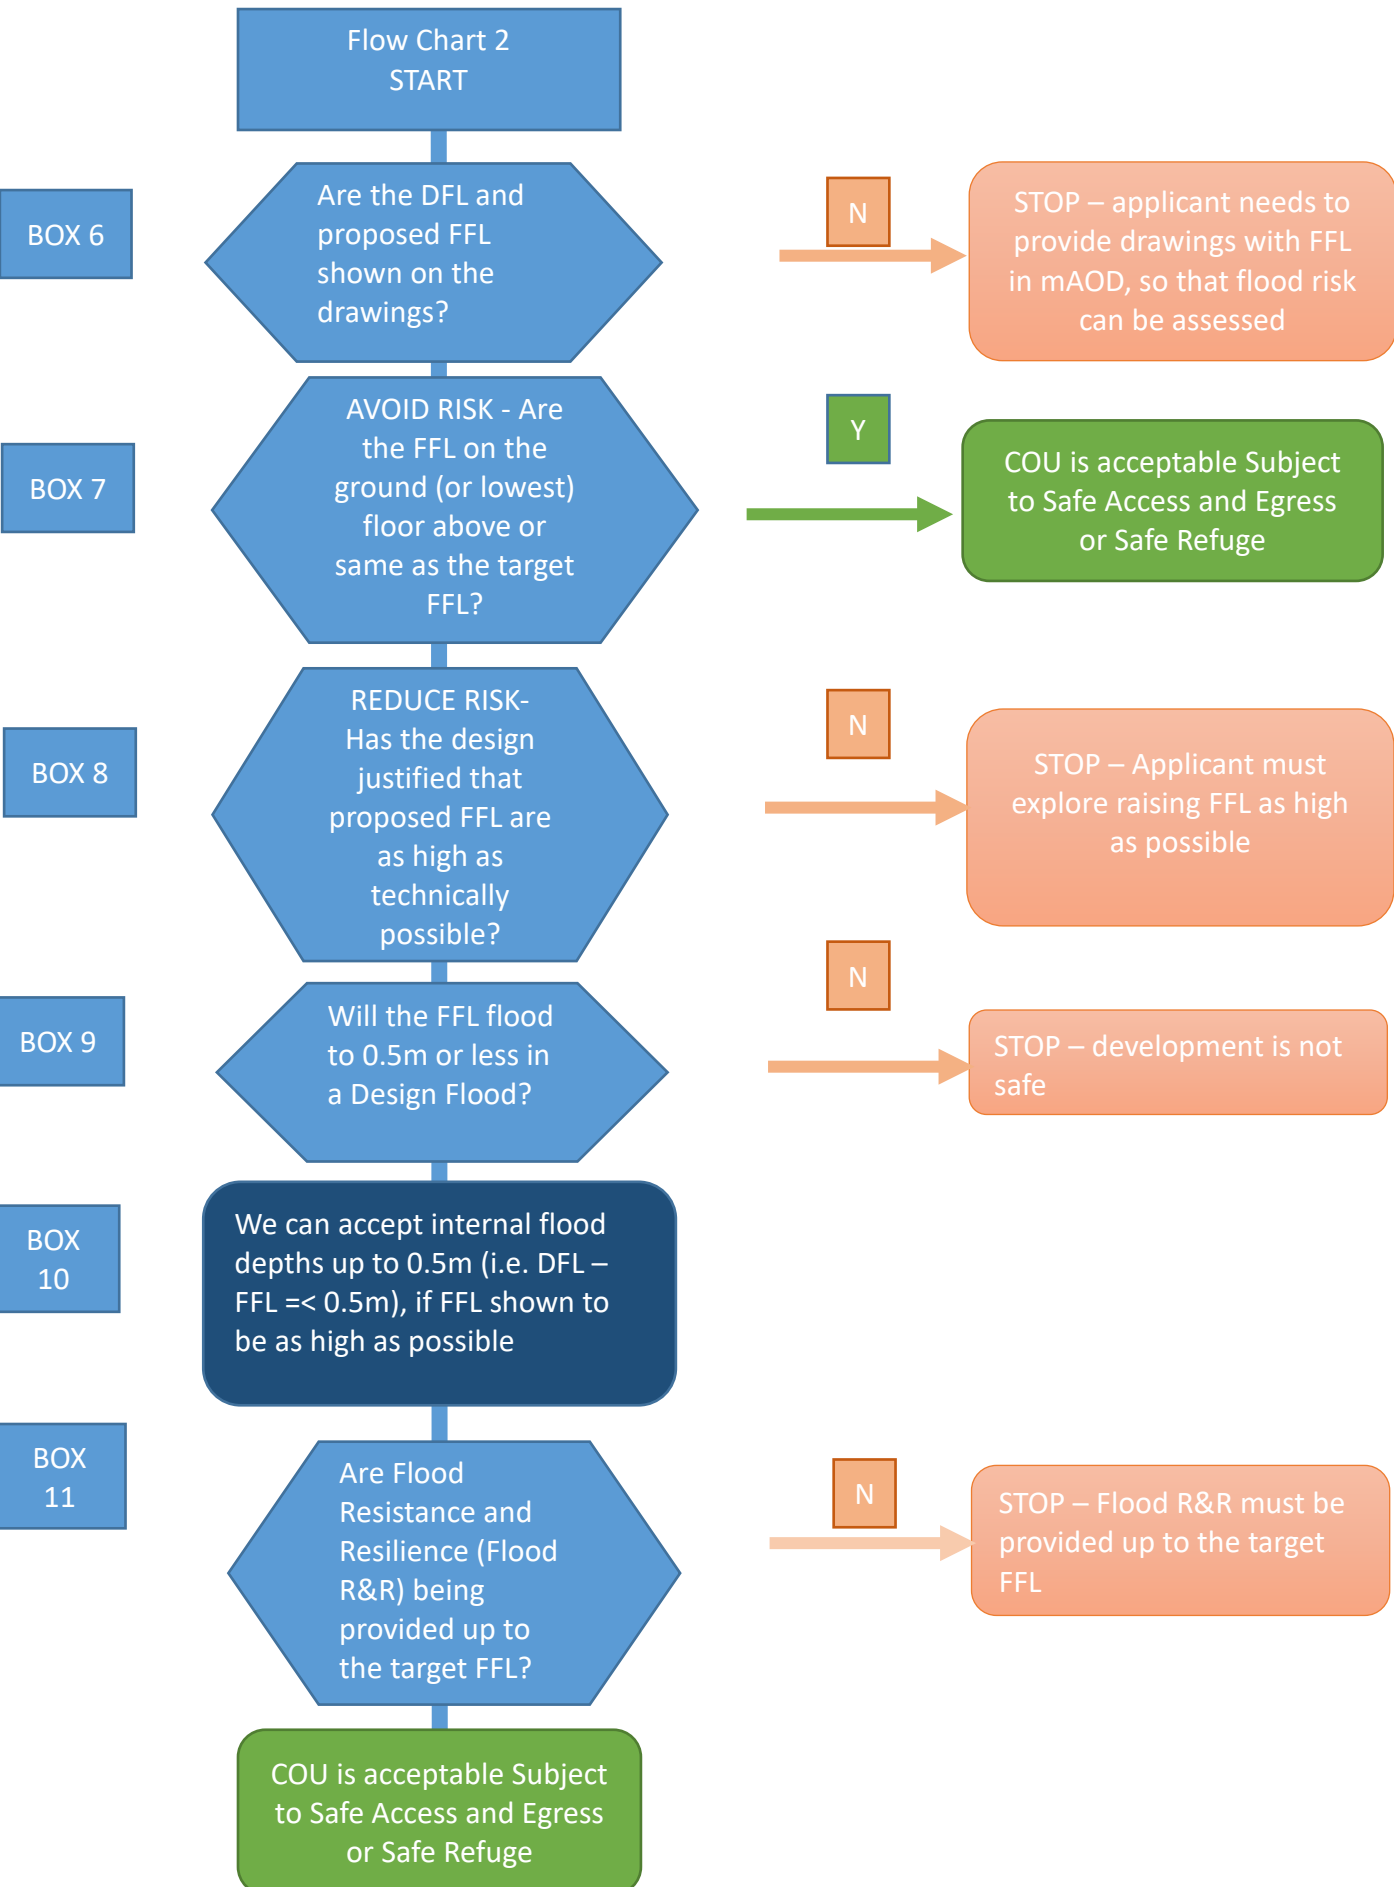 Flow Chart 2
START
BOX 6
Are the DFL and
proposed FFL
shown on the
drawings?
N
STOP – applicant needs to
provide drawings with FFL
in mAOD, so that flood risk
can be assessed
BOX 7
AVOID RISK - Are
the FFL on the
ground (or lowest)
floor above or
same as the target
FFL?
Y
COU is acceptable Subject
to Safe Access and Egress
or Safe Refuge
BOX 8
REDUCE RISK-
Has the design
justified that
proposed FFL are
as high as
technically
possible?
N
STOP – Applicant must
explore raising FFL as high
as possible
BOX 9
Will the FFL flood
to 0.5m or less in
a Design Flood?
N
STOP – development is not
safe
BOX
10
We can accept internal flood
depths up to 0.5m (i.e. DFL –
FFL =< 0.5m), if FFL shown to
be as high as possible
BOX
11
Are Flood
Resistance and
Resilience (Flood
R&R) being
provided up to
the target FFL?
N
STOP – Flood R&R must be
provided up to the target
FFL
COU is acceptable Subject
to Safe Access and Egress
or Safe Refuge